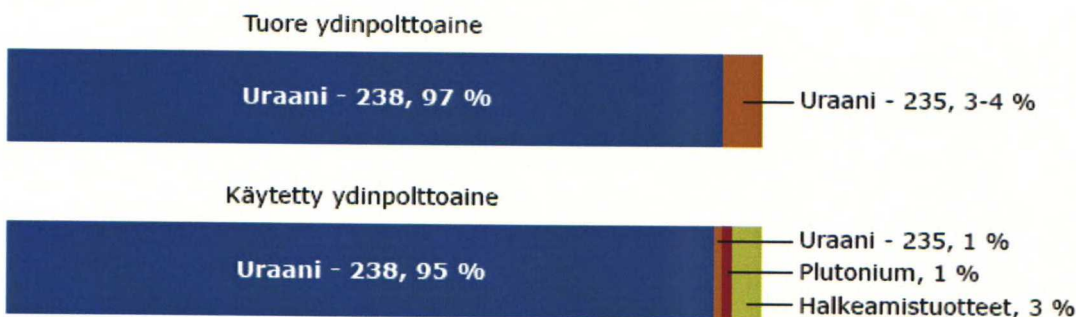 Tuore ydinpolttoaine
Uraani - 238, 97 %
Uraani - 235, 3-4 %
Käytetty ydinpolttoaine
Uraani - 238, 95 %
Uraani - 235, 1 %
Plutonium, 1 %
Halkeamistuotteet, 3 %